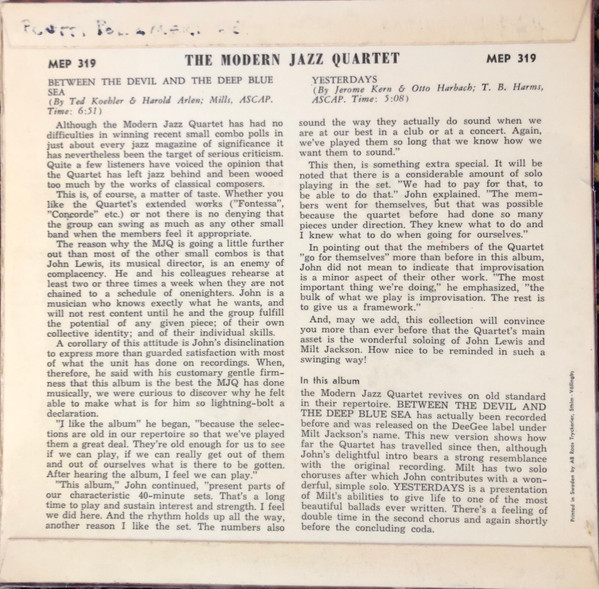 MEP 319
THE MODERN JAZZ QUARTET
MEP 319
BETWEEN THE DEVIL AND THE DEEP BLUE
SEA
(By Ted Koehler & Harold Arlen; Mills, ASCAP.
Time: 6:51)
Although the Modern Jazz Quartet has had no
difficulties in winning recent small combo polls in
just about every jazz magazine of significance it
has nevertheless been the target of serious criticism.
Quite a few listeners have voiced the opinion that
the Quartet has left jazz behind and been wooed
too much by the works of classical composers.
This is, of course, a matter of taste. Whether you
like the Quartet's extended works ("Fontessa",
"Concorde" etc.) or not there is no denying that
the group can swing as much as any other small
band when the members feel it appropriate.
The reason why the MJQ is going a little further
out than most of the other small combos is that
John Lewis, its musical director, is an enemy of
complacency. He and his colleagues rehearse at
least two or three times a week when they are not
chained to a schedule of onenighters. John is a
musician who knows exectly what he wants, and
will not rest content until he and the group fulfill
the potential of any given piece; of their own
collective identity; and of their individual skills.
A corollary of this attitude is John's disinclination
to express more than guarded satisfaction with most
of what the unit has done on recordings. When,
therefore, he said with his customary gentle firm-
ness that this album is the best the MJQ has done
musically, we were curious to discover why he felt
able to make what is for him so lightning-bolt a
declaration.
"I like the album" he began, "because the selec-
tions are old in our repertoire so that we've played
them a great deal. They're old enough for us to see
if we can play, if we can really get out of them
and out of ourselves what is there to be gotten.
After hearing the album, I feel we can play."
"This album," John continued, "present parts of
our characteristic 40-minute sets. That's a long
time to play and sustain interest and strength. I feel
we did here. And the rhythm holds up all the way,
another reason I like the set. The numbers also
YESTERDAYS
(By Jerome Kern & Otto Harbach; T. B. Harms,
ASCAP. Time: 5:08)
sound the way they actually do sound when we
are at our best in a club or at a concert. Again,
we've played them so long that we know how we
want them to sound."
This then, is something extra special. It will be
noted that there is a considerable amount of solo
playing in the set. "We had to pay for that, to
be able to do that." John explained. "The mem-
bers went for themselves, but that was possible
because the quartet before had done so many
pieces under direction. They knew what to do and
I knew what to do when going for ourselves."
In pointing out that the members of the Quartet
"go for themselves" more than before in this album,
John did not mean to indicate that improvisation
is a minor aspect of their other work. "The most
important thing we're doing," he emphasized, "the
bulk of what we play is improvisation. The rest is
to give us a framework."
And, may we add, this collection will convince
you more than ever before that the Quartet's main
asset is the wonderful soloing of John Lewis and
Milt Jackson. How nice to be reminded in such a
swinging way!
In this album
the Modern Jazz Quartet revives on old standard
in their repertoire. BETWEEN THE DEVIL AND
THE DEEP BLUE SEA has actually been recorded
before and was released on the DeeGee label under
Milt Jackson's name. This new version shows how
far the Quartet has travelled since then, although
John's delightful intro bears a strong resemblance
with the original recording. Milt has two solo
choruses after which John contributes with a won-
derful, simple solo. YESTERDAYS is a presentation
of Milt's abilities to give life to one of the most
beautiful ballads ever written. There's a feeling of
double time in the second chorus and again shortly
before the concluding coda.
Printed in Sweden by AB Rosa Tryckerier, Sthlm - Vällingby.